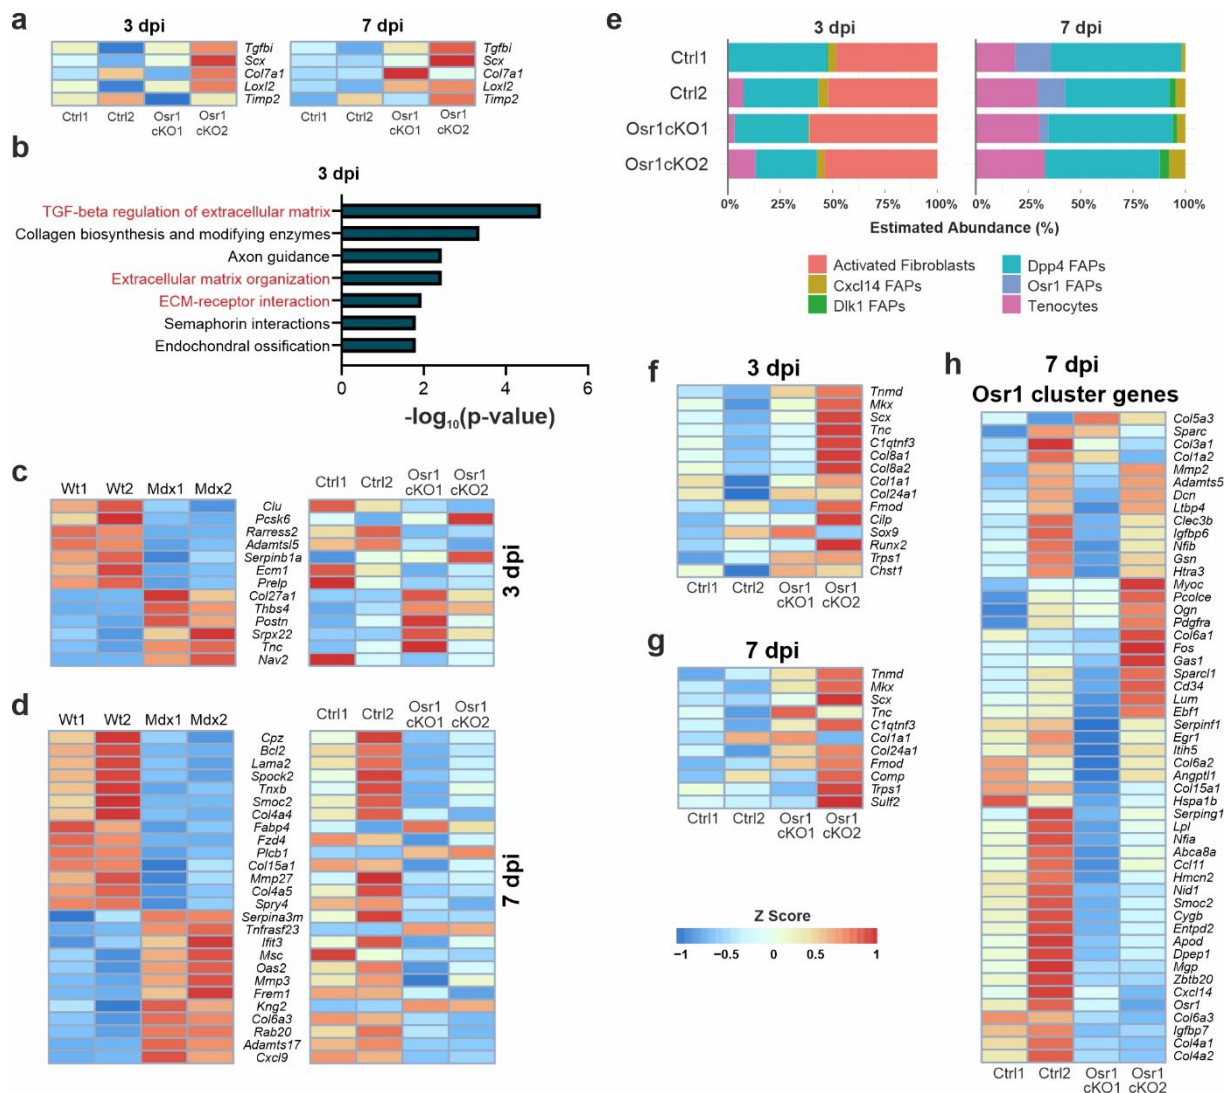 a
3 dpi
7 dpi
Tgfbi
Scx
Col7a1
Loxl2
Timp2
Ctrl1 Ctrl2 Osr1 Osr1
cKO1 cKO2
Tgfbi
Scx
Col7a1
Loxl2
Timp2
Ctrl1 Ctrl2 Osr1 Osr1
cKO1 cKO2
b
3 dpi
TGF-beta regulation of extracellular matrix
Collagen biosynthesis and modifying enzymes
Axon guidance
Extracellular matrix organization
ECM-receptor interaction
Semaphorin interactions
Endochondral ossification
0 2 4 6
-log₁₀(p-value)
c
Wt1 Wt2 Mdx1 Mdx2
Ctrl1 Ctrl2 Osr1 Osr1
cKO1 cKO2
Clu
Pcsk6
Rarress2
Adamtsl5
Serpinb1a
Ecm1
Prelp
Col27a1
Thbs4
Postn
Srpx22
Tnc
Nav2
3 dpi
d
Wt1 Wt2 Mdx1 Mdx2
Ctrl1 Ctrl2 Osr1 Osr1
cKO1 cKO2
Cpz
Bcl2
Lama2
Spock2
Tnxb
Smoc2
Col4a4
Fabp4
Fzd4
Plcb1
Col15a1
Mmp27
Col4a5
Spry4
Serpina3m
Tnfrasf23
Ifit3
Msc
Oas2
Mmp3
Frem1
Kng2
Col6a3
Rab20
Adamts17
Cxcl9
7 dpi
e
3 dpi
7 dpi
Ctrl1
Ctrl2
Osr1cKO1
Osr1cKO2
0% 25% 50% 75% 100%
0% 25% 50% 75% 100%
Estimated Abundance (%)
Activated Fibroblasts
Cxcl14 FAPs
Dlk1 FAPs
Dpp4 FAPs
Osr1 FAPs
Tenocytes
f
3 dpi
Tnmd
Mkx
Scx
Tnc
C1qtnf3
Col8a1
Col8a2
Col1a1
Col24a1
Fmod
Cilp
Sox9
Runx2
Trps1
Chst1
Ctrl1 Ctrl2 Osr1 Osr1
cKO1 cKO2
g
7 dpi
Tnmd
Mkx
Scx
Tnc
C1qtnf3
Col1a1
Col24a1
Fmod
Comp
Trps1
Sulf2
Ctrl1 Ctrl2 Osr1 Osr1
cKO1 cKO2
Z Score
−1 −0.5 0 0.5 1
h
7 dpi
Osr1 cluster genes
Col5a3
Sparc
Col3a1
Col1a2
Mmp2
Adamts5
Dcn
Ltbp4
Clec3b
Igfbp6
Nfib
Gsn
Htra3
Myoc
Pcolce
Ogn
Pdgfra
Col6a1
Fos
Gas1
Sparcl1
Cd34
Lum
Ebf1
Serpinf1
Egr1
Itih5
Col6a2
Angptl1
Col15a1
Hspa1b
Serping1
Lpl
Nfia
Abca8a
Ccl11
Hmcn2
Nid1
Smoc2
Cygb
Entpd2
Apod
Dpep1
Mgp
Zbtb20
Cxcl14
Osr1
Col6a3
Igfbp7
Col4a1
Col4a2
Ctrl1 Ctrl2 Osr1 Osr1
cKO1 cKO2